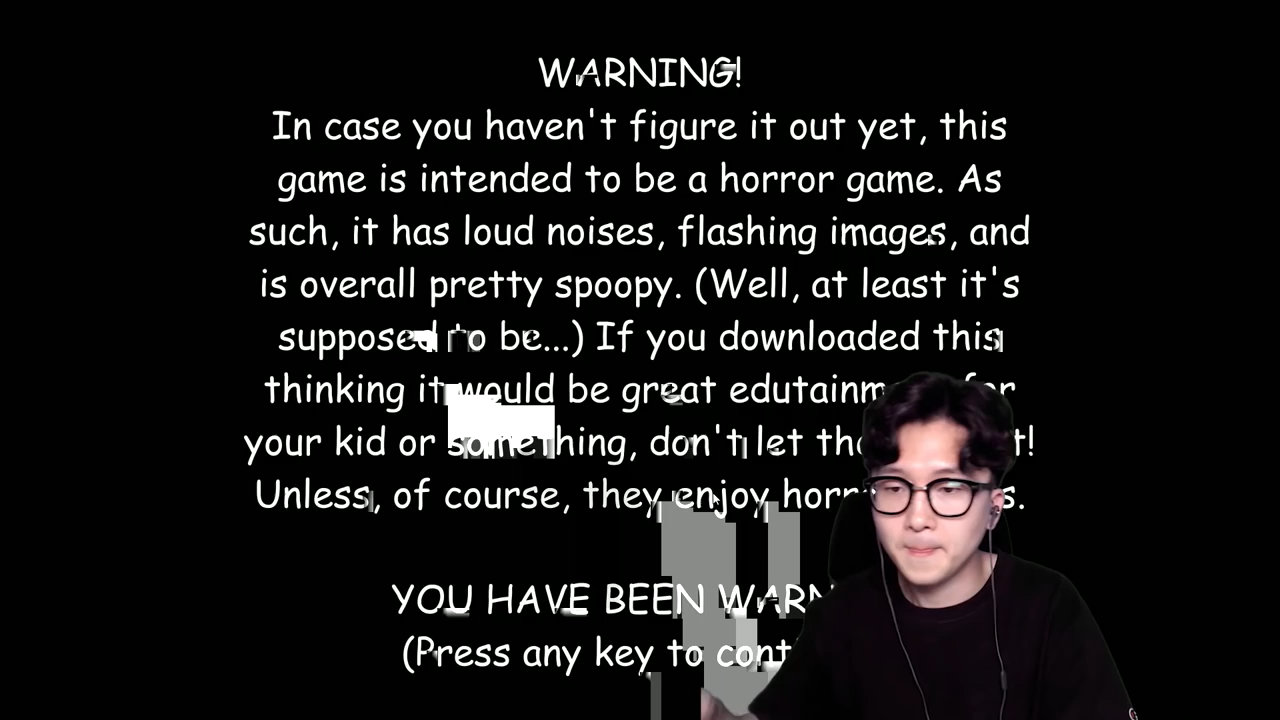 WARNING!
In case you haven't figure it out yet, this
game is intended to be a horror game. As
such, it has loud noises, flashing images, and
is overall pretty spoopy. (Well, at least it's
supposed to be...) If you downloaded this
thinking it would be great for
your kid or something, don't let
Unless, of course, they enjoy
YOU HAVE BEEN
(Press any key to